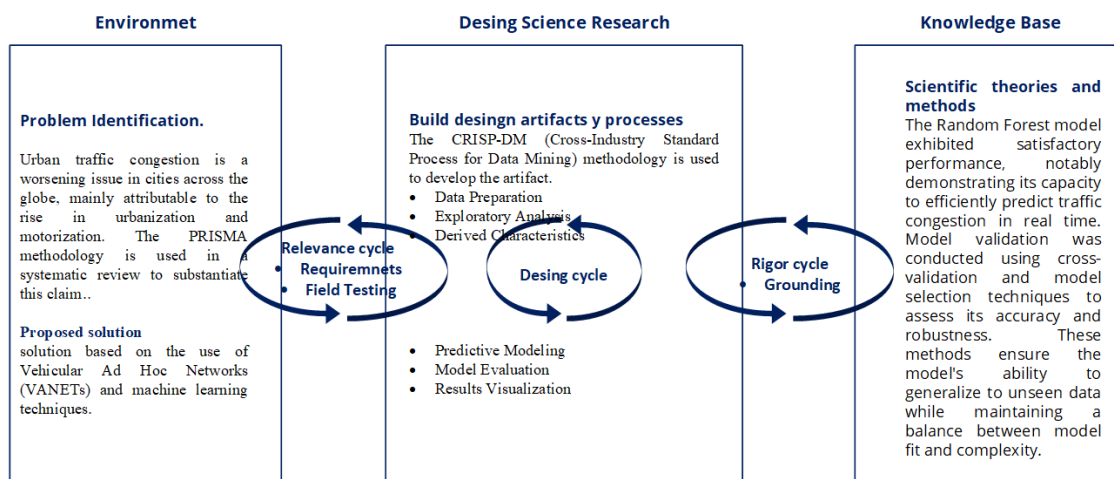 Environmet
Desing Science Research
Knowledge Base
Problem Identification.
Urban traffic congestion is a
worsening issue in cities across the
globe, mainly attributable to the
rise in urbanization and
motorization. The PRISMA
methodology is used in a
systematic review to substantiate
this claim..
Proposed solution
solution based on the use of
Vehicular Ad Hoc Networks
(VANETs) and machine learning
techniques.
Relevance cycle
• Requiremnets
• Field Testing
Build desingn artifacts y processes
The CRISP-DM (Cross-Industry Standard
Process for Data Mining) methodology is used
to develop the artifact.
• Data Preparation
• Exploratory Analysis
• Derived Characteristics
Desing cycle
• Predictive Modeling
• Model Evaluation
• Results Visualization
Rigor cycle
• Grounding
Scientific theories and
methods
The Random Forest model
exhibited satisfactory
performance, notably
demonstrating its capacity
to efficiently predict traffic
congestion in real time.
Model validation was
conducted using cross-
validation and model
selection techniques to
assess its accuracy and
robustness. These
methods ensure the
model's ability to
generalize to unseen data
while maintaining a
balance between model
fit and complexity.